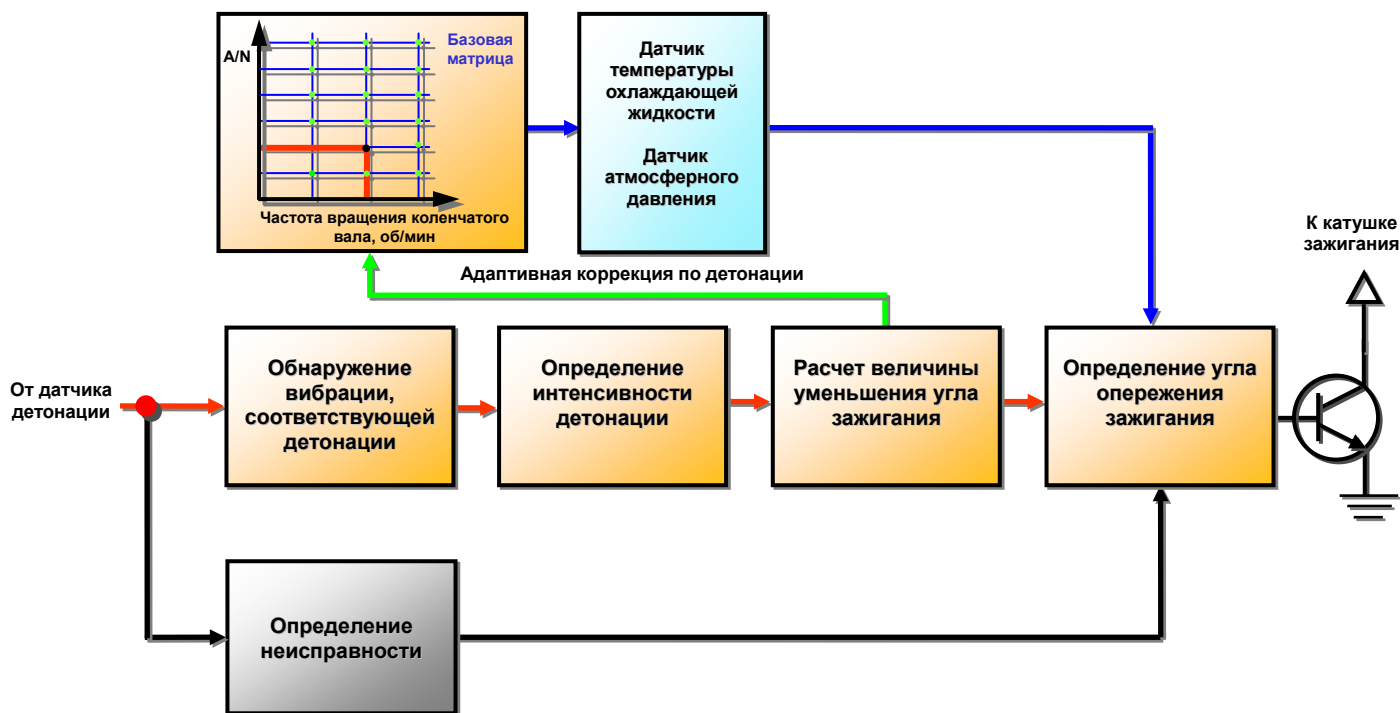 A/N
Базовая
матрица
Частота вращения коленчатого
вала, об/мин
Датчик
температуры
охлаждающей
жидкости
Датчик
атмосферного
давления
К катушке
зажигания
Адаптивная коррекция по детонации
От датчика
детонации
Обнаружение
вибрации,
соответствующей
детонации
Определение
интенсивности
детонации
Расчет величины
уменьшения угла
зажигания
Определение угла
опережения
зажигания
Определение
неисправности